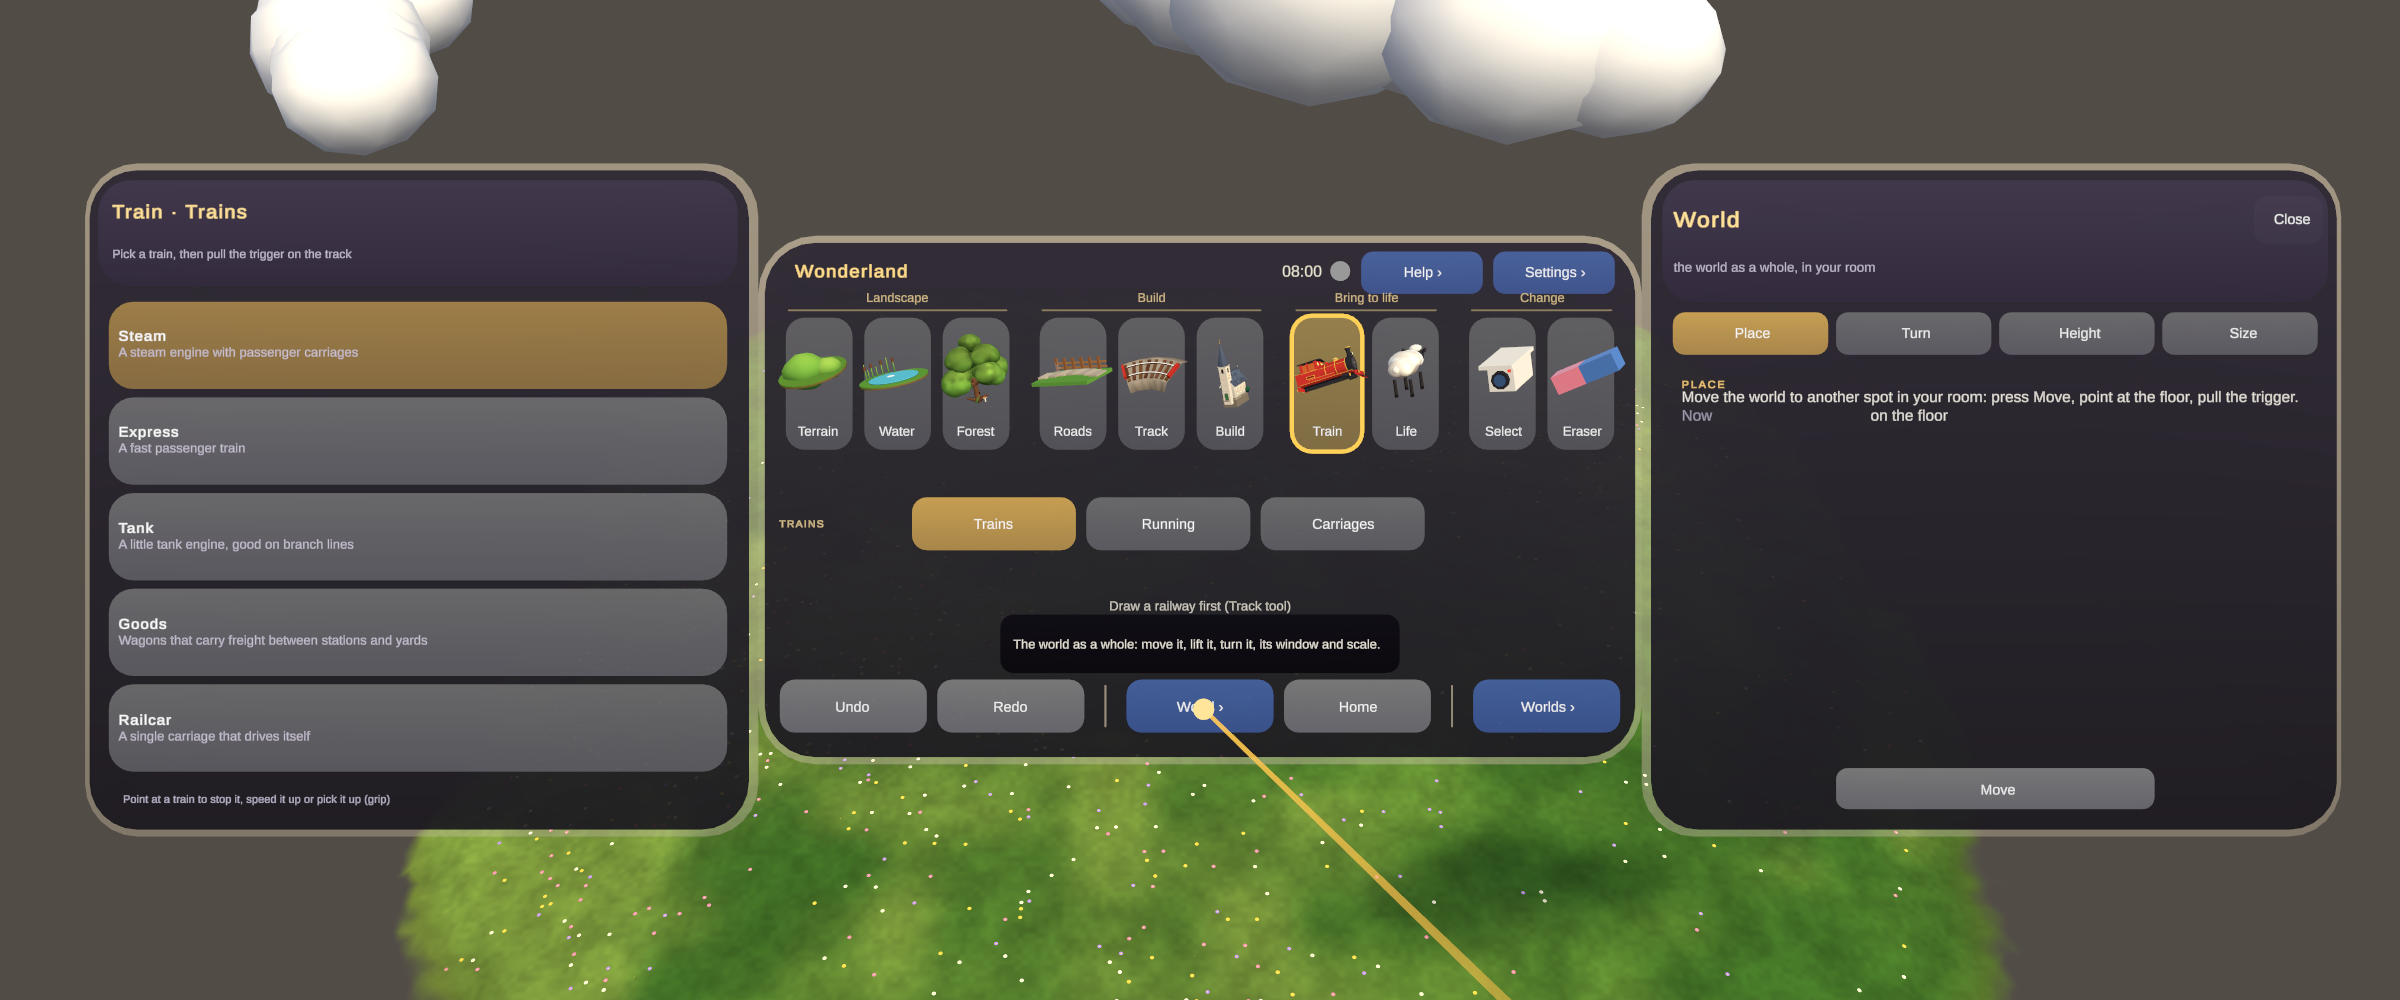 Train · Trains
Pick a train, then pull the trigger on the track
Steam
A steam engine with passenger carriages
Express
A fast passenger train
Tank
A little tank engine, good on branch lines
Goods
Wagons that carry freight between stations and yards
Railcar
A single carriage that drives itself
Point at a train to stop it, speed it up or pick it up (grip)
Wonderland
08:00
Help ›
Settings ›
Landscape
Build
Bring to life
Change
Terrain
Water
Forest
Roads
Track
Build
Train
Life
Select
Eraser
TRAINS
Trains
Running
Carriages
Draw a railway first (Track tool)
The world as a whole: move it, lift it, turn it, its window and scale.
Undo
Redo
›
Home
Worlds ›
World
Close
the world as a whole, in your room
Place
Turn
Height
Size
PLACE
Move the world to another spot in your room: press Move, point at the floor, pull the trigger.
Now on the floor
Move